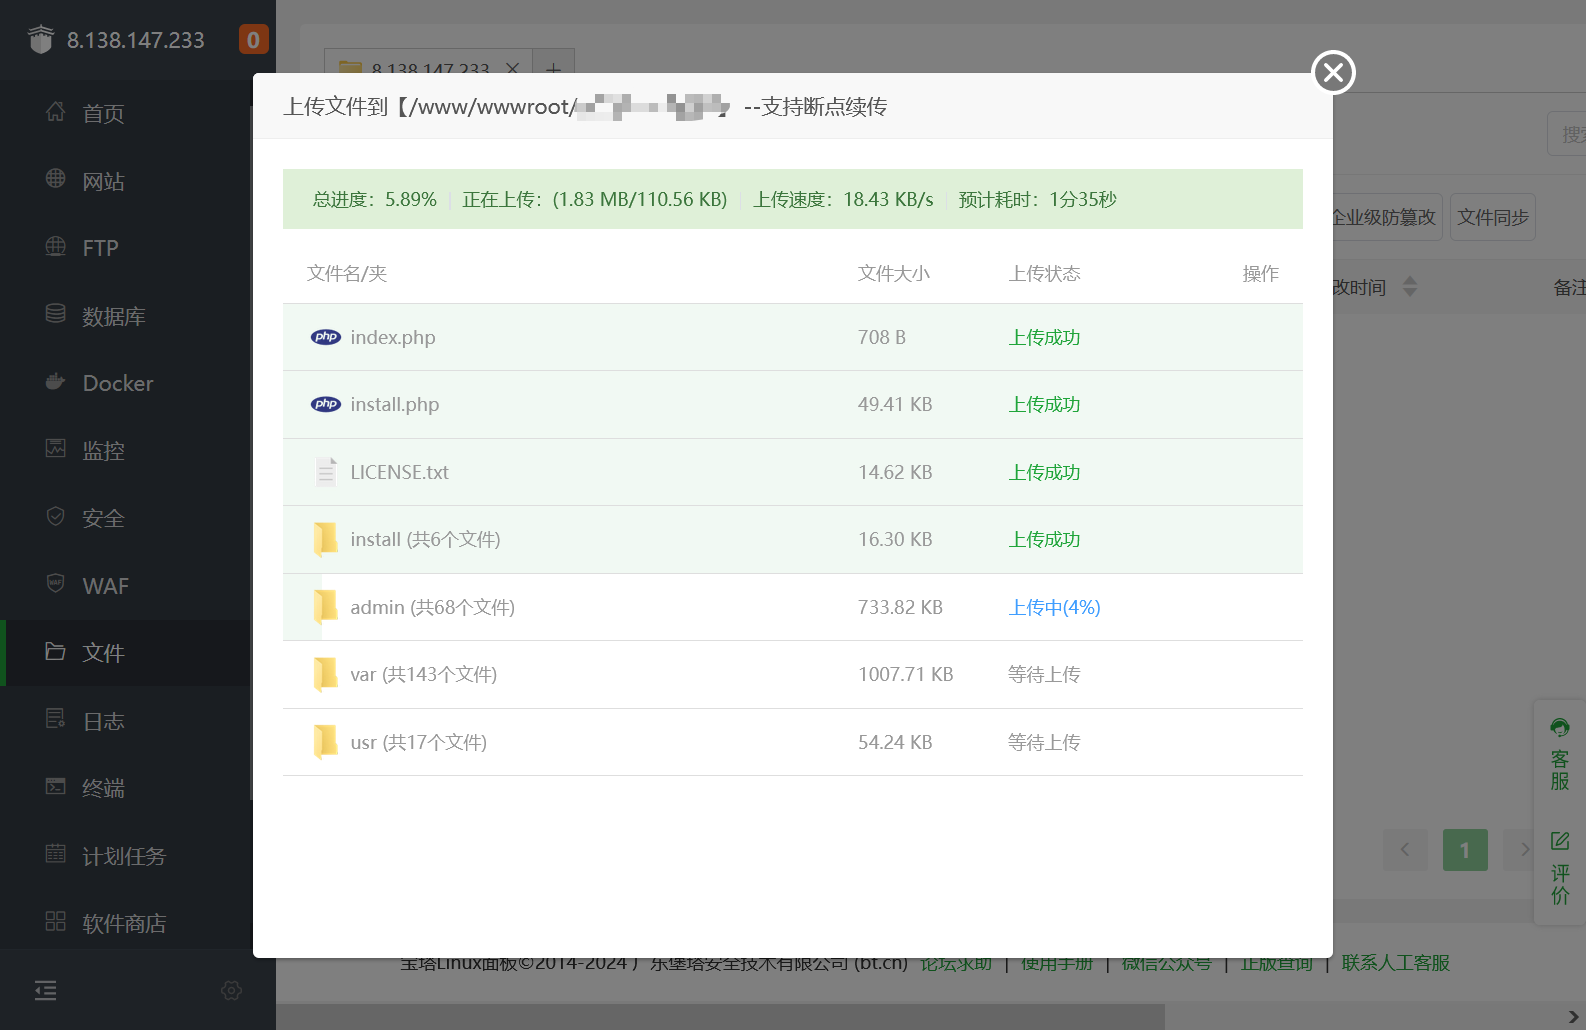 8.138.147.233
0
首页
网站
FTP
数据库
Docker
监控
安全
WAF
文件
日志
终端
计划任务
软件商店
8.138.147.233
上传文件到【/www/wwwroot/ 】 --支持断点续传
总进度：5.89% 正在上传：(1.83 MB/110.56 KB) 上传速度：18.43 KB/s 预计耗时：1分35秒
文件名/夹 文件大小 上传状态 操作
php index.php 708 B 上传成功
php install.php 49.41 KB 上传成功
LICENSE.txt 14.62 KB 上传成功
install (共6个文件) 16.30 KB 上传成功
admin (共68个文件) 733.82 KB 上传中(4%)
var (共143个文件) 1007.71 KB 等待上传
usr (共17个文件) 54.24 KB 等待上传
企业级防篡改 文件同步
改时间 备注
1
客服
评价
宝塔Linux面板©2014-2024 广东堡塔安全技术有限公司 (bt.cn) 论坛求助 | 使用手册 | 微信公众号 | 正版查询 | 联系人工客服